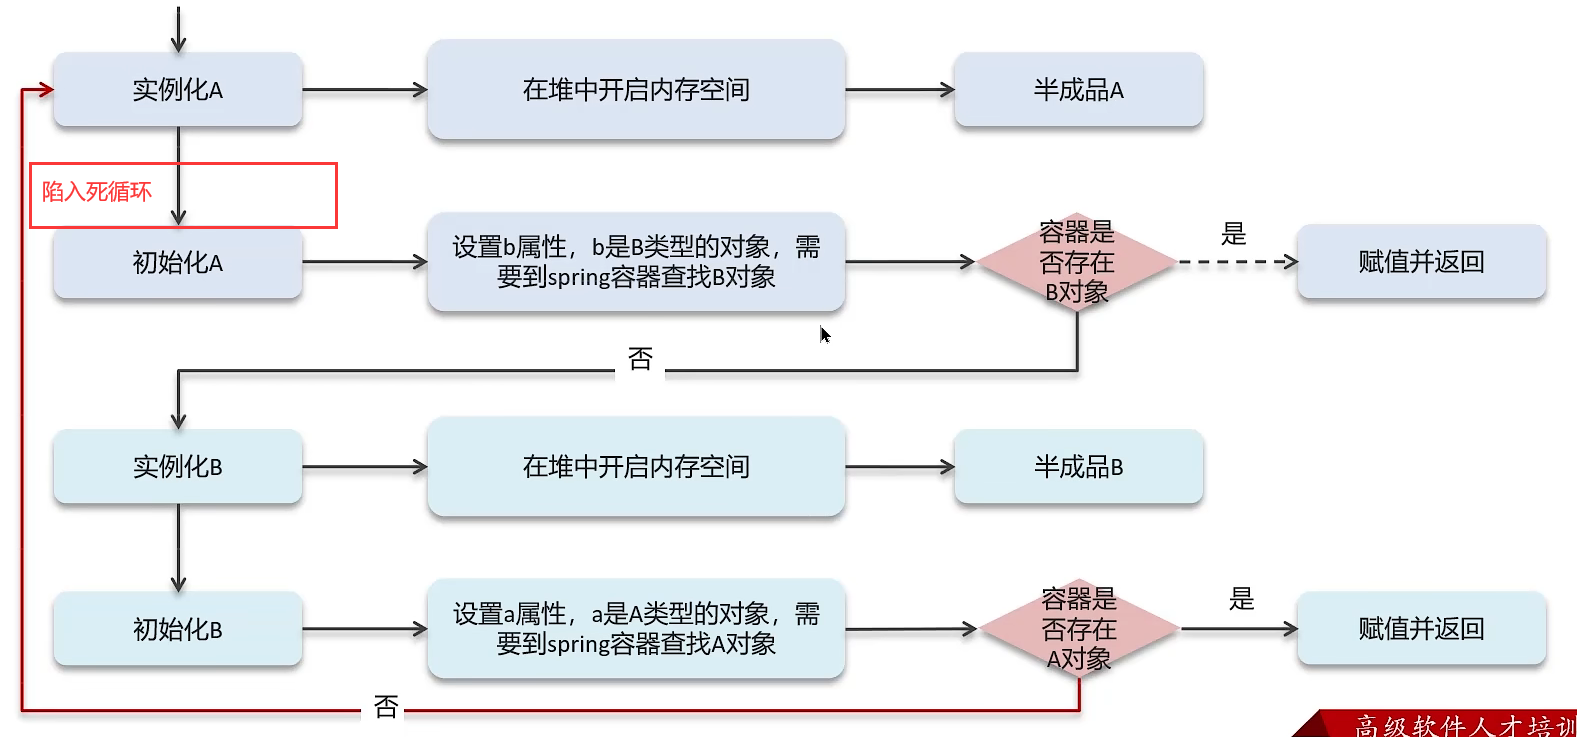 实例化A
在堆中开启内存空间
半成品A
陷入死循环
初始化A
设置b属性，b是B类型的对象，需
要到spring容器查找B对象
容器是
否存在
B对象
是
赋值并返回
否
实例化B
在堆中开启内存空间
半成品B
初始化B
设置a属性，a是A类型的对象，需
要到spring容器查找A对象
容器是
否存在
A对象
是
赋值并返回
否
高级软件人才培训